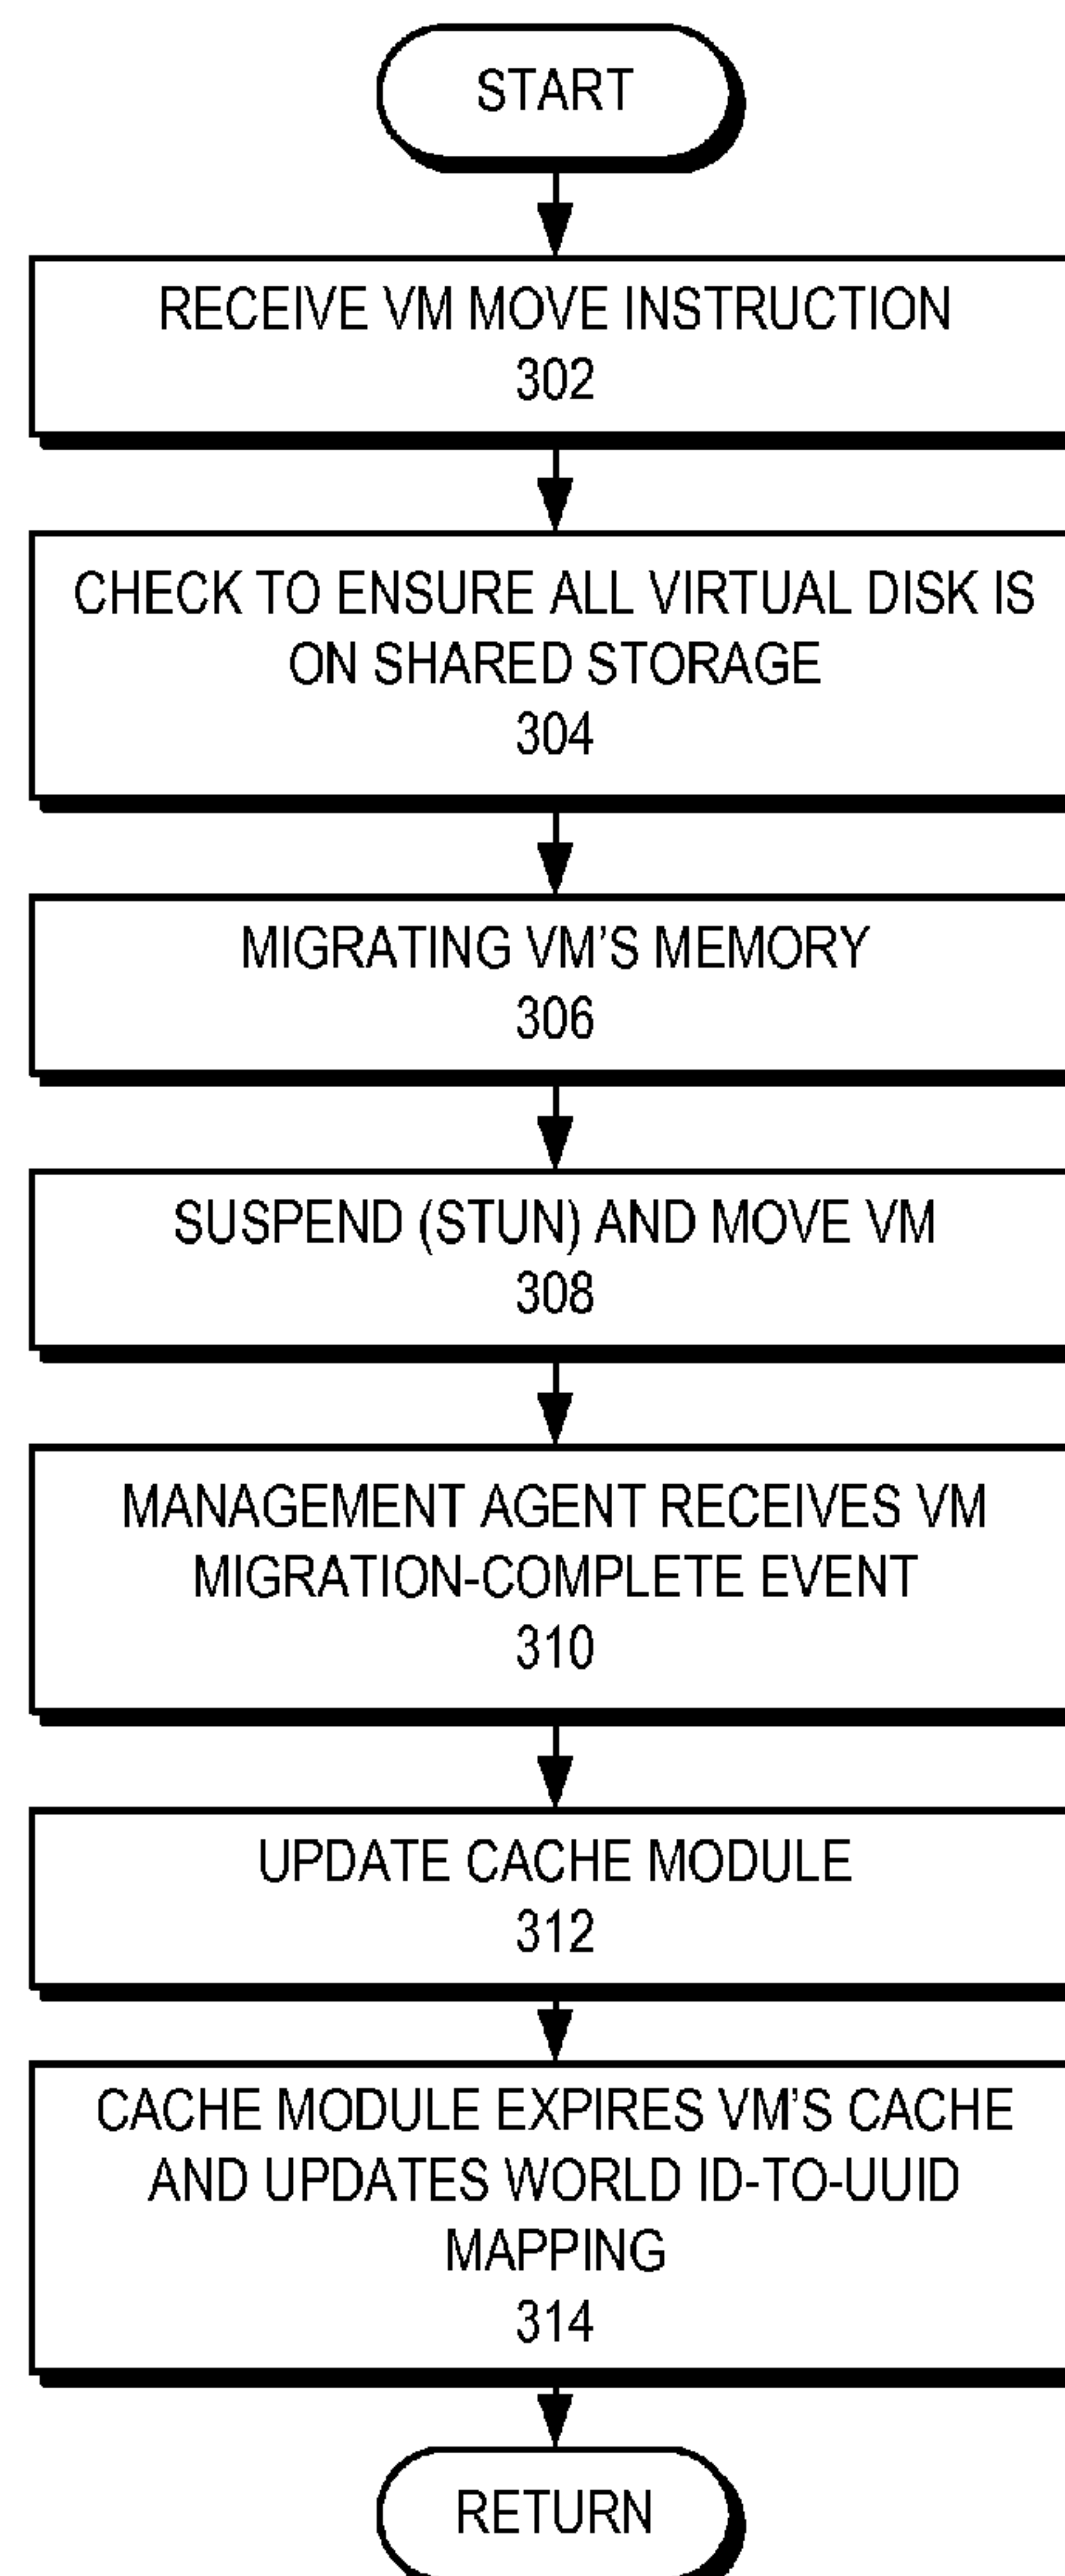 START
RECEIVE VM MOVE INSTRUCTION
302
CHECK TO ENSURE ALL VIRTUAL DISK IS
ON SHARED STORAGE
304
MIGRATING VM'S MEMORY
306
SUSPEND (STUN) AND MOVE VM
308
MANAGEMENT AGENT RECEIVES VM
MIGRATION-COMPLETE EVENT
310
UPDATE CACHE MODULE
312
CACHE MODULE EXPIRES VM'S CACHE
AND UPDATES WORLD ID-TO-UUID
MAPPING
314
RETURN